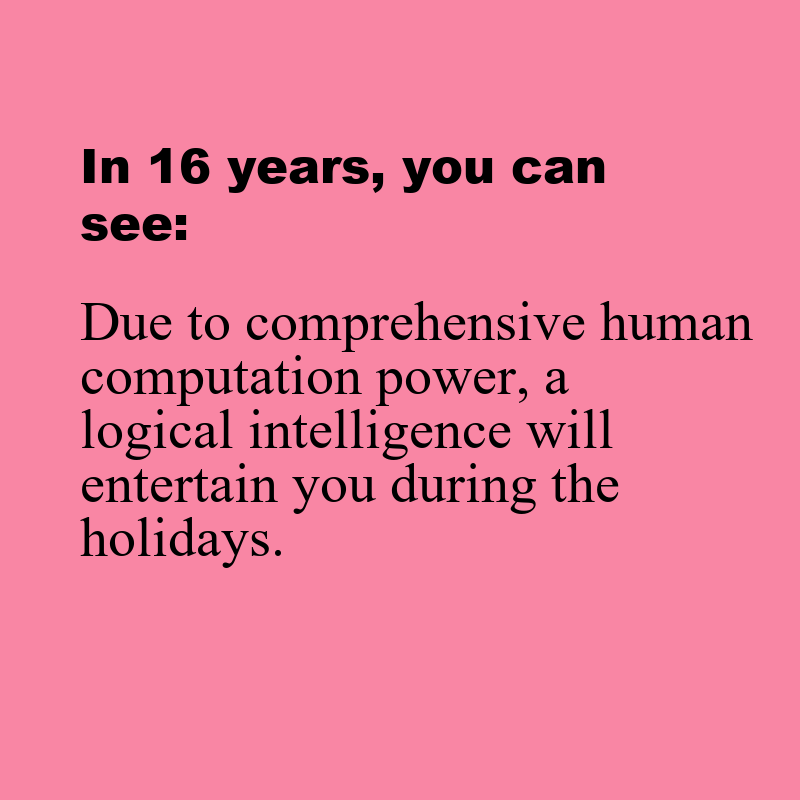 In 16 years, you can
see:
Due to comprehensive human
computation power, a
logical intelligence will
entertain you during the
holidays.